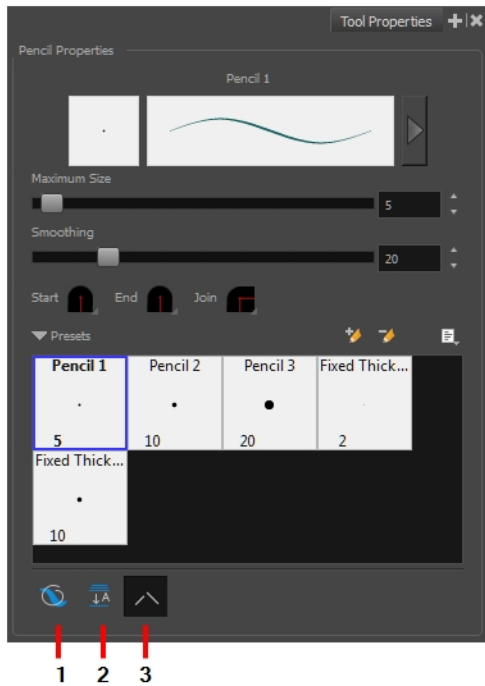 Tool Properties
Pencil Properties
Pencil 1
Maximum Size
5
Smoothing
20
Start End Join
Presets
Pencil 1 Pencil 2 Pencil 3 Fixed Thick...
5 10 20 2
Fixed Thick...
10
A
1 2 3